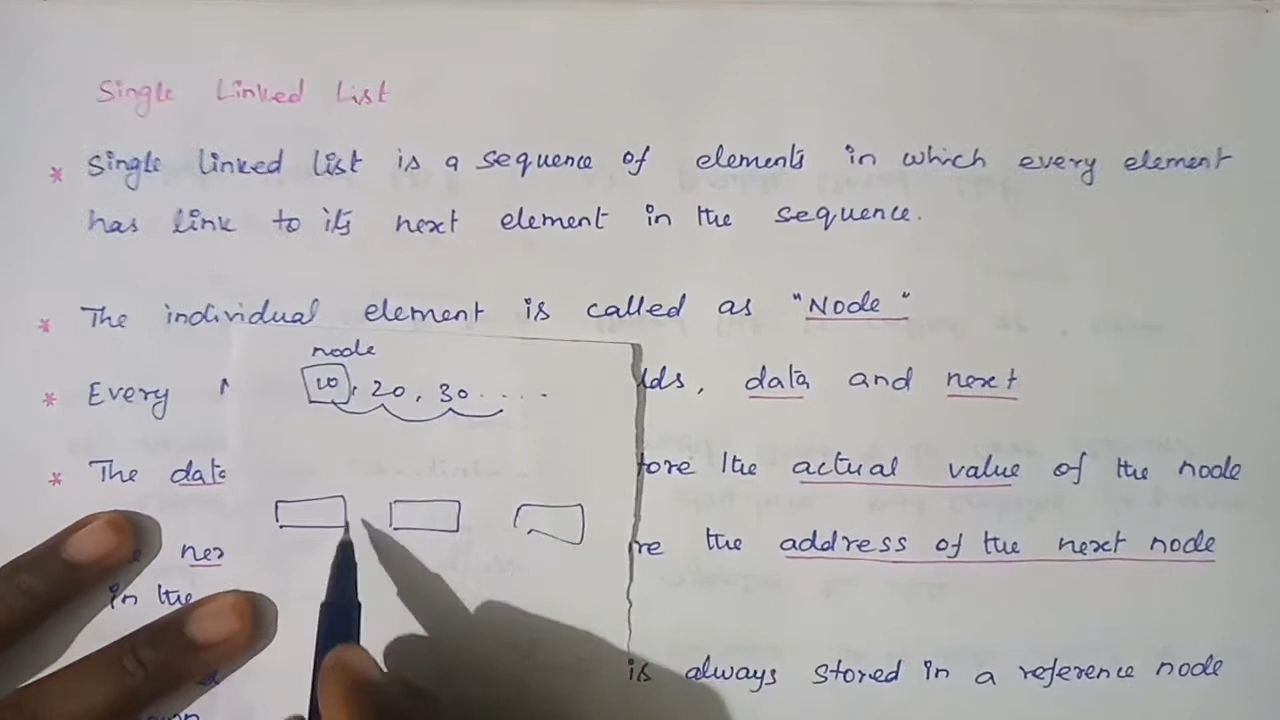 Single Linked List
* Single linked list is a sequence of elements in which every element
has link to its next element in the sequence.
* The individual element is called as "Node"
node
* Every
10, 20, 30.....
lds, data and next
* The data
tore the actual value of the node
nex
re the address of the next node
in the
is always stored in a reference node